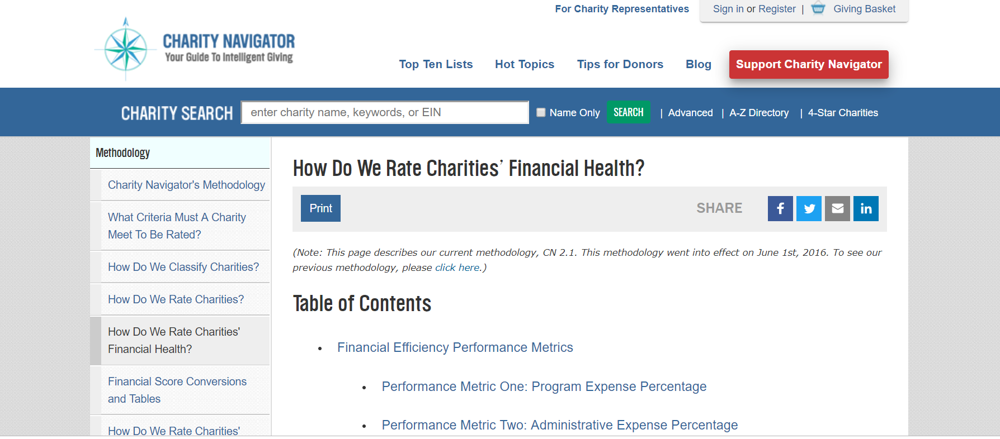 For Charity Representatives
Sign in or Register | Giving Basket
CHARITY NAVIGATOR
Your Guide To Intelligent Giving
Top Ten Lists
Hot Topics
Tips for Donors
Blog
Support Charity Navigator
CHARITY SEARCH
enter charity name, keywords, or EIN
Name Only
SEARCH
| Advanced | A-Z Directory | 4-Star Charities
Methodology
Charity Navigator's Methodology
What Criteria Must A Charity
Meet To Be Rated?
How Do We Classify Charities?
How Do We Rate Charities?
How Do We Rate Charities'
Financial Health?
Financial Score Conversions
and Tables
How Do We Rate Charities'
How Do We Rate Charities’ Financial Health?
Print
SHARE
(Note: This page describes our current methodology, CN 2.1. This methodology went into effect on June 1st, 2016. To see our
previous methodology, please click here.)
Table of Contents
• Financial Efficiency Performance Metrics
• Performance Metric One: Program Expense Percentage
• Performance Metric Two: Administrative Expense Percentage